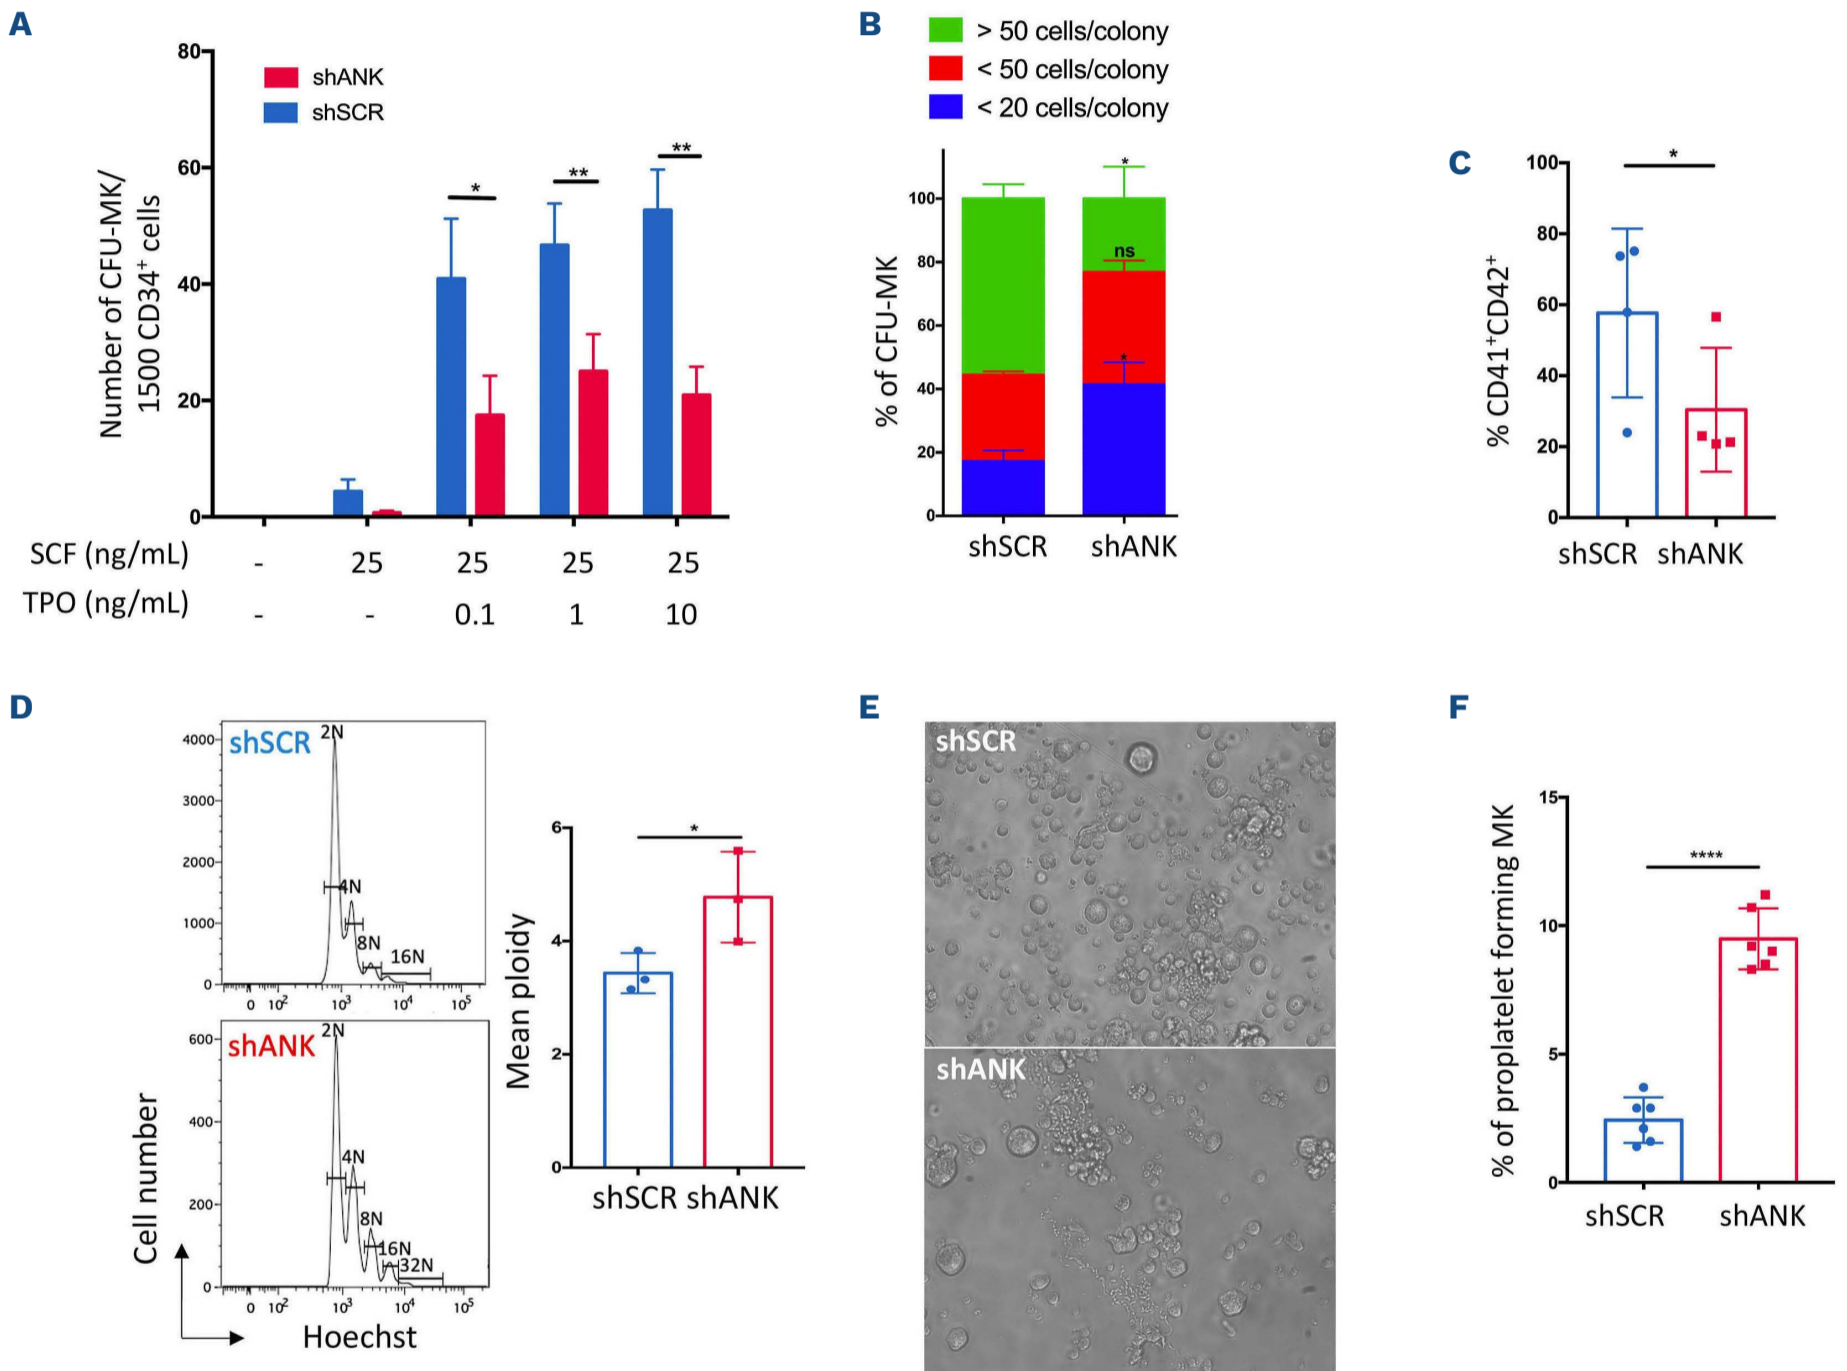 A
80
60
40
20
0
shANK
shSCR
*
**
**
Number of CFU-MK/
1500 CD34⁺ cells
SCF (ng/mL) - 25 25 25 25
TPO (ng/mL) - - 0.1 1 10
B
> 50 cells/colony
< 50 cells/colony
< 20 cells/colony
100
80
60
40
20
0
*
ns
*
% of CFU-MK
shSCR shANK
C
100
80
60
40
20
0
*
% CD41⁺CD42⁺
shSCR shANK
D
shSCR
4000
3000
2000
1000
0
2N
4N
8N
16N
0 10² 10³ 10⁴ 10⁵
shANK
600
400
200
0
2N
4N
8N
16N
32N
0 10² 10³ 10⁴ 10⁵
Cell number
Hoechst
6
4
2
0
*
Mean ploidy
shSCR shANK
E
shSCR
shANK
F
15
10
5
0
****
% of proplatelet forming MK
shSCR shANK